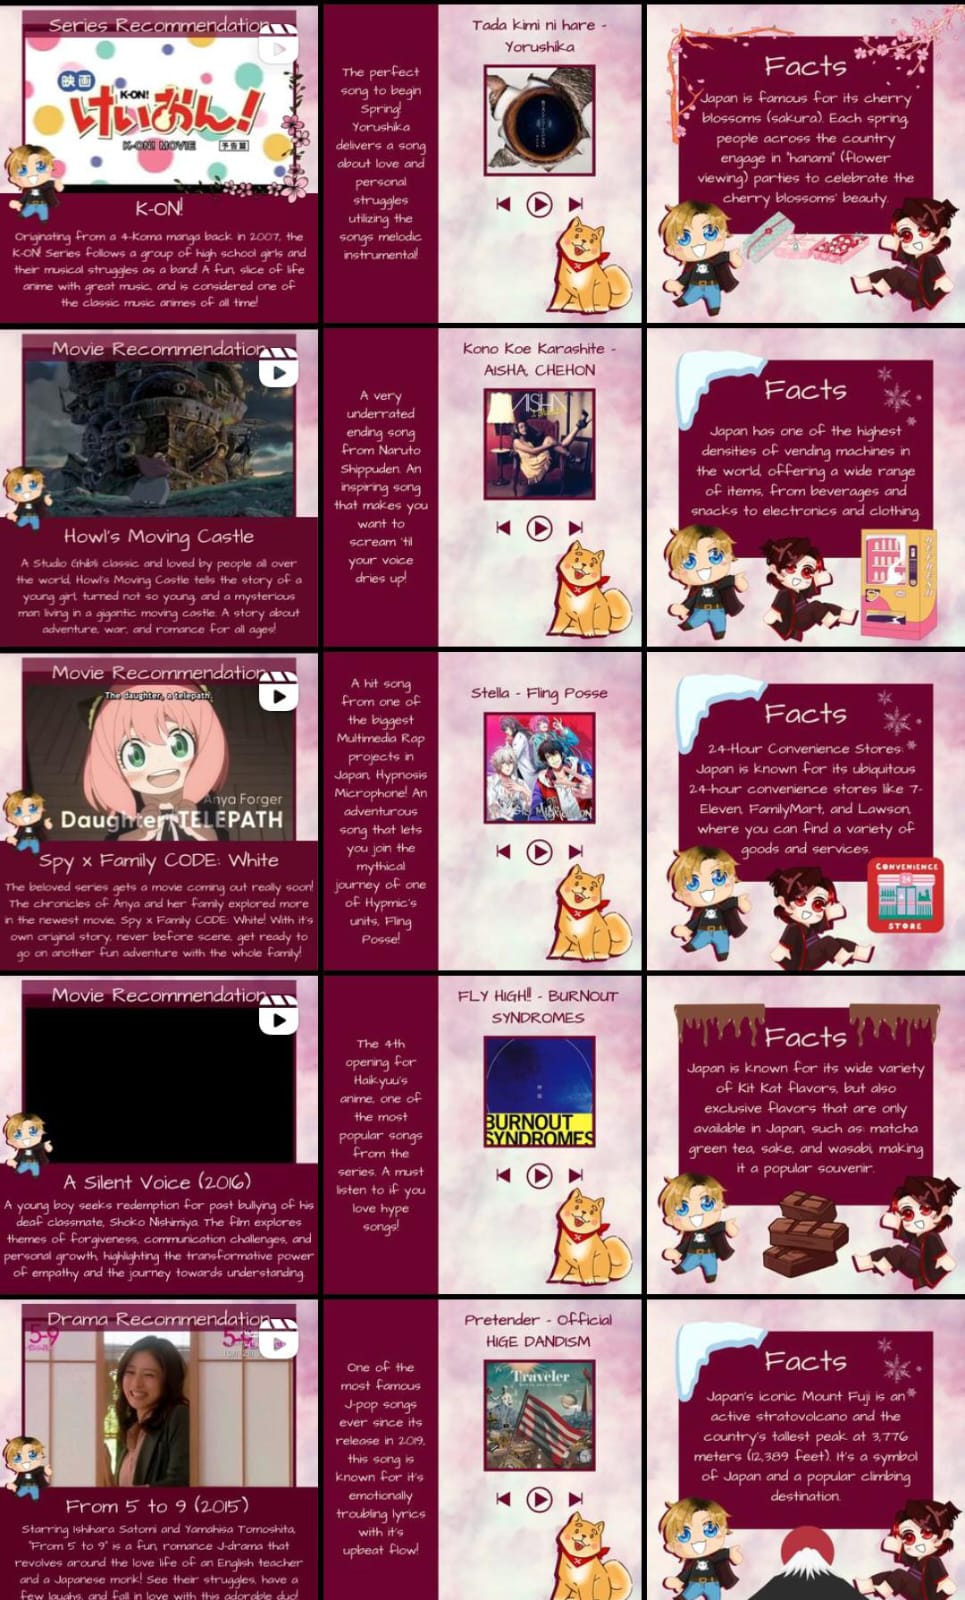 Series Recommendation
映画
K-ON!
けいおん!
K-ON! MOVIE
予告篇
K-ON!
Originating from a 4-Koma manga back in 2007, the
K-ON! Series follows a group of high school girls and
their musical struggles as a band! A fun, slice of life
anime with great music, and is considered one of
the classic music animes of all time!
The perfect
song to begin
Spring!
Yorushika
delivers a song
about love and
personal
struggles
utilizing the
songs melodic
instrumental!
Tada kimi ni hare -
Yorushika
Facts
Japan is famous for its cherry
blossoms (sakura). Each spring,
people across the country
engage in "hanami" (flower
viewing) parties to celebrate the
cherry blossoms' beauty.
Movie Recommendation
Howl's Moving Castle
A Studio Ghibli classic and loved by people all over
the world, Howl's Moving Castle tells the story of a
young girl, turned not so young, and a mysterious
man living in a gigantic moving castle. A story about
adventure, war, and romance for all ages!
A very
underrated
ending song
from Naruto
Shippuden. An
inspiring song
that makes you
want to
scream 'til
your voice
dries up!
Kono Koe Karashite -
AISHA, CHEHON
AISHA
Facts
Japan has one of the highest
densities of vending machines in
the world, offering a wide range
of items, from beverages and
snacks to electronics and clothing.
REFRESH
Movie Recommendation
The daughter, a telepath.
Anya Forger
Daughter TELEPATH
Spy x Family CODE: White
The beloved series gets a movie coming out really soon!
The chronicles of Anya and her family explored more
in the newest movie, Spy x Family CODE: White! With it's
own original story, never before scene, get ready to
go on another fun adventure with the whole family!
A hit song
from one of
the biggest
Multimedia Rap
projects in
Japan, Hypnosis
Microphone! An
adventurous
song that lets
you join the
mythical
journey of one
of Hypmic's
units, Fling
Posse!
Stella - Fling Posse
Facts
24-Hour Convenience Stores:
Japan is known for its ubiquitous
24-hour convenience stores like 7-
Eleven, FamilyMart, and Lawson,
where you can find a variety of
goods and services.
CONVENIENCE
24
STORE
Movie Recommendation
A Silent Voice (2016)
A young boy seeks redemption for past bullying of his
deaf classmate, Shoko Nishimiya. The film explores
themes of forgiveness, communication challenges, and
personal growth, highlighting the transformative power
of empathy and the journey towards understanding.
The 4th
opening for
Haikyuu's
anime, one of
the most
popular songs
from the
series. A must
listen to if you
love hype
songs!
FLY HIGH!! - BURNOUT
SYNDROMES
BURNOUT
SYNDROMES
Facts
Japan is known for its wide variety
of Kit Kat flavors, but also
exclusive flavors that are only
available in Japan, such as: matcha
green tea, sake, and wasabi, making
it a popular souvenir.
Drama Recommendation
5-9
From 5 to 9 (2015)
Starring Ishihara Satomi and Yamahisa Tomoshita,
"From 5 to 9" is a fun, romance J-drama that
revolves around the love life of an English teacher
and a Japanese monk! See their struggles, have a
few laughs, and fall in love with this adorable duo!
One of the
most famous
J-pop songs
ever since its
release in 2019,
this song is
known for it's
emotionally
troubling lyrics
with it's
upbeat flow!
Pretender - Official
HIGE DANDISM
Traveler
Facts
Japan's iconic Mount Fuji is an
active stratovolcano and the
country's tallest peak at 3,776
meters (12,389 feet). It's a symbol
of Japan and a popular climbing
destination.